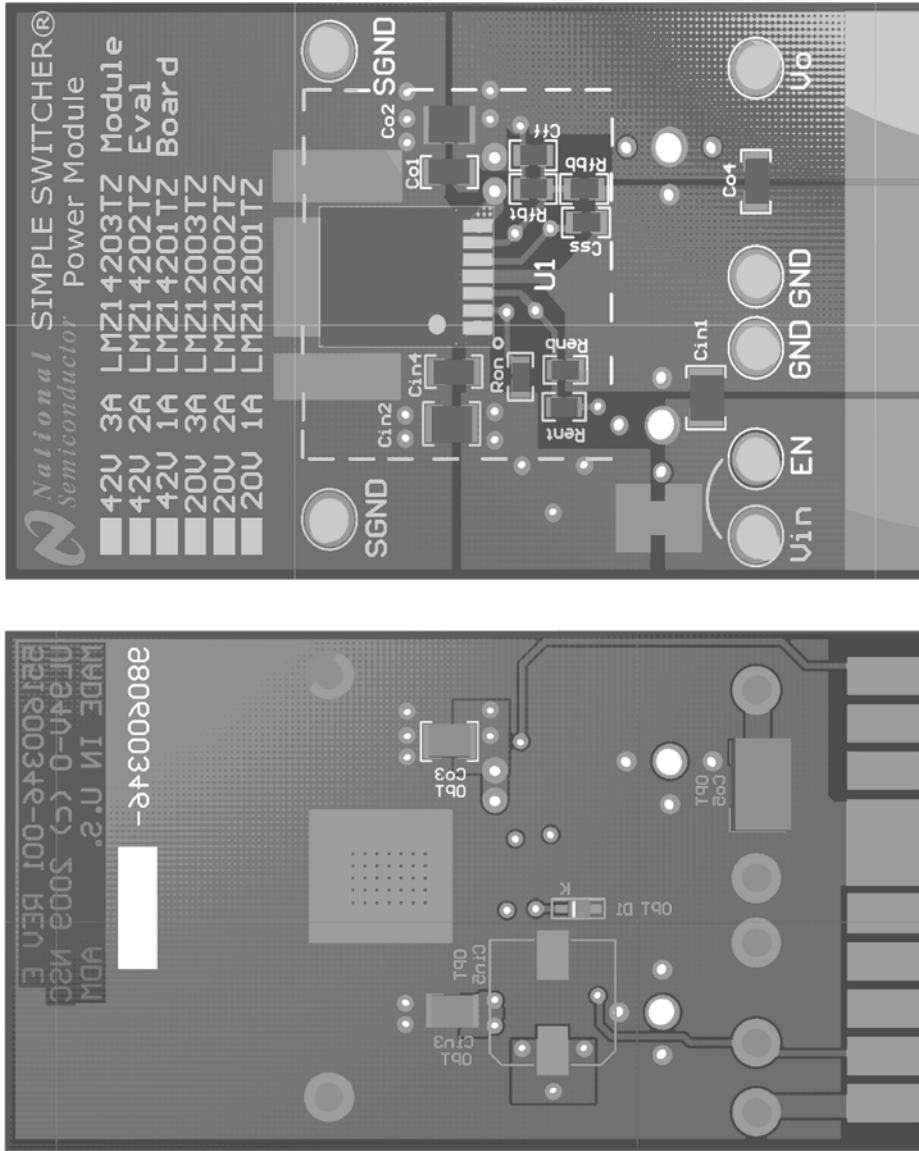 National
Semiconductor
SIMPLE SWITCHER®
Power Module
42V 3A LMZ14203TZ Module
42V 2A LMZ14202TZ Eval
42V 1A LMZ14201TZ Board
20V 3A LMZ12003TZ
20V 2A LMZ12002TZ
20V 1A LMZ12001TZ
SGND
SGND
Co2
Co1
Cff
Rfbb
Rfbt
Css
U1
Cin4
Cin2
Ron
Renb
Rent
Cin1
Co4
Vo
GND
GND
EN
Vin
MADE IN U.S. ADM
UL94V-0 (c) 2009 NSC
551600346-001 REV E
980600346-
Co3
OPT
Co5
OPT
K
OPT D1
Cin5
OPT
Cin3
OPT